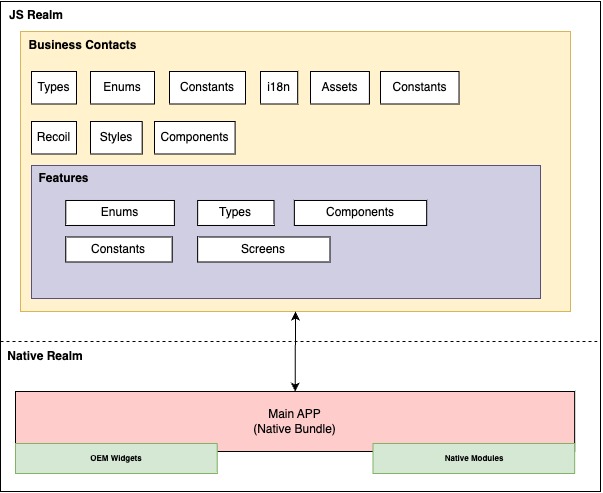 JS Realm
Business Contacts
Types Enums Constants i18n Assets Constants
Recoil Styles Components
Features
Enums Types Components
Constants Screens
Native Realm
Main APP
(Native Bundle)
OEM Widgets Native Modules